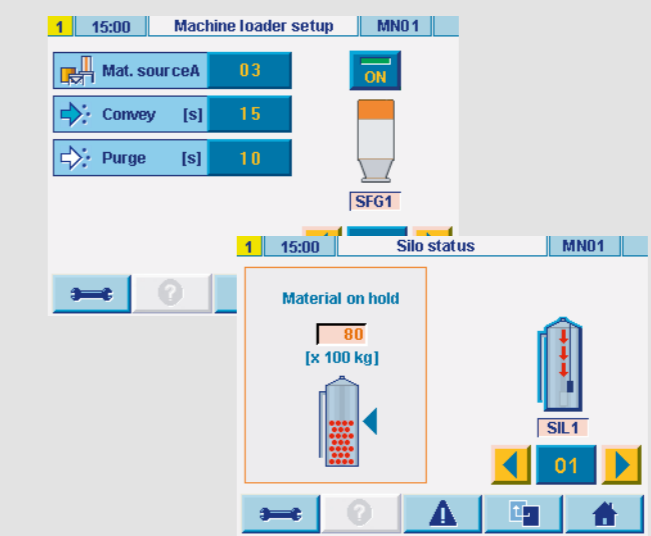 1 15:00 Machine loader setup MN01
Mat. sourceA 03
ON
Convey [s] 15
Purge [s] 10
SFG1
1 15:00 Silo status MN01
Material on hold
80
[x 100 kg]
SIL1
01
?
?